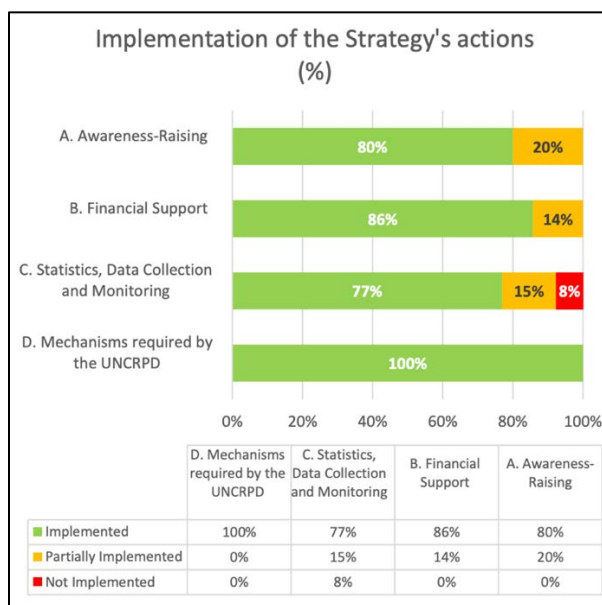 Implementation of the Strategy's actions
(%)
A. Awareness-Raising
80%
20%
B. Financial Support
86%
14%
C. Statistics, Data Collection
and Monitoring
77%
15%
8%
D. Mechanisms required by
the UNCRPD
100%
0% 20% 40% 60% 80% 100%
D. Mechanisms
required by the
UNCRPD
C. Statistics,
Data Collection
and Monitoring
B. Financial
Support
A. Awareness-
Raising
Implemented 100% 77% 86% 80%
Partially Implemented 0% 15% 14% 20%
Not Implemented 0% 8% 0% 0%